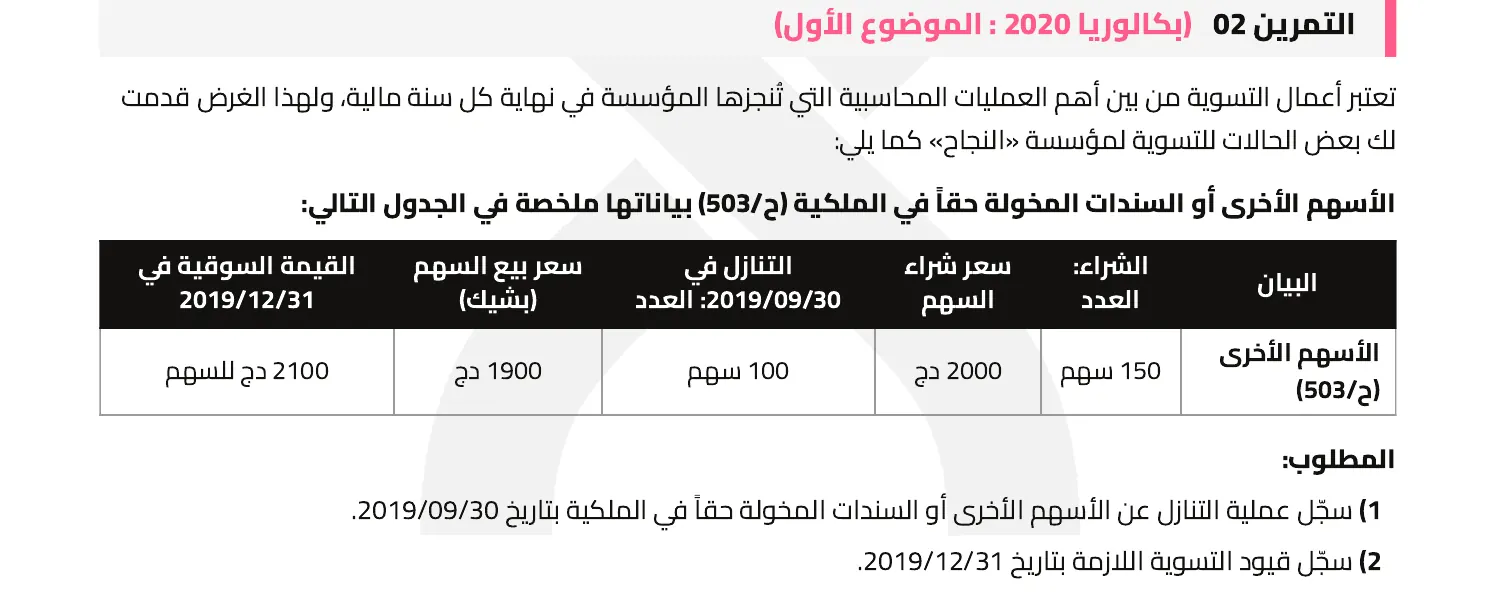 التمرين 02 (بكالوريا 2020 : الموضوع الأول)
تعتبر أعمال التسوية من بين أهم العمليات المحاسبية التي تُنجزها المؤسسة في نهاية كل سنة مالية، ولهذا الغرض قدمت
لك بعض الحالات للتسوية لمؤسسة «النجاح» كما يلي:
الأسهم الأخرى أو السندات المخولة حقاً في الملكية (ح/503) بياناتها ملخصة في الجدول التالي:
البيان
الشراء:
العدد
سعر شراء
السهم
التنازل في
2019/09/30: العدد
سعر بيع السهم
(بشيك)
القيمة السوقية في
2019/12/31
الأسهم الأخرى
(ح/503)
150 سهم
2000 دج
100 سهم
1900 دج
2100 دج للسهم
المطلوب:
1) سجّل عملية التنازل عن الأسهم الأخرى أو السندات المخولة حقاً في الملكية بتاريخ 2019/09/30.
2) سجّل قيود التسوية اللازمة بتاريخ 2019/12/31.